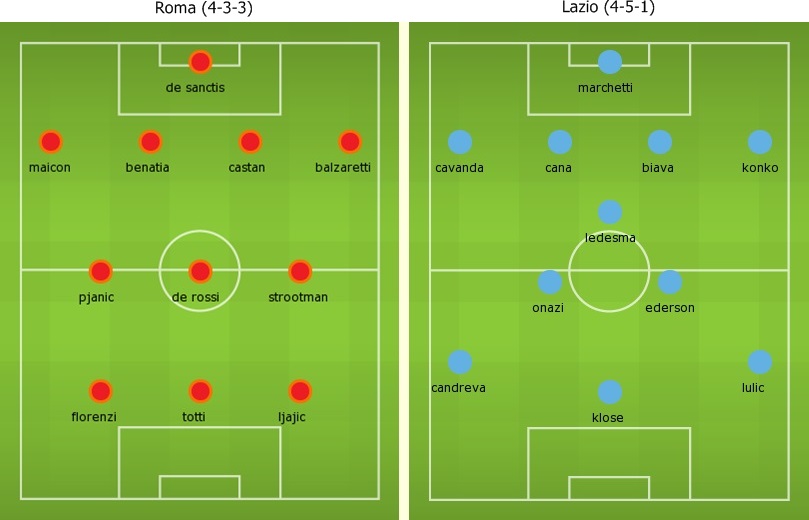 Roma (4-3-3)
de sanctis
maicon benatia castan balzaretti
pjanic de rossi strootman
florenzi totti ljajic
Lazio (4-5-1)
marchetti
cavanda cana biava konko
ledesma
onazi ederson
candreva lulic
klose